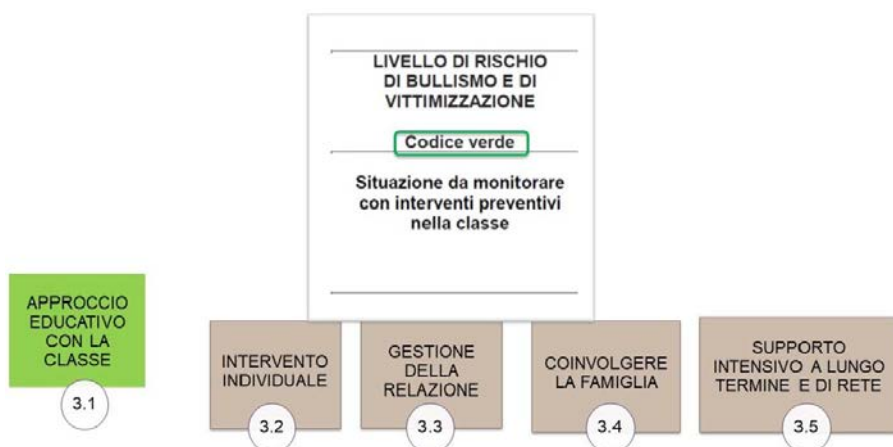 LIVELLO DI RISCHIO
DI BULLISMO E DI
VITTIMIZZAZIONE
Codice verde
Situazione da monitorare
con interventi preventivi
nella classe
APPROCCIO
EDUCATIVO
CON LA
CLASSE
3.1
INTERVENTO
INDIVIDUALE
3.2
GESTIONE
DELLA
RELAZIONE
3.3
COINVOLGERE
LA FAMIGLIA
3.4
SUPPORTO
INTENSIVO A LUNGO
TERMINE E DI RETE
3.5